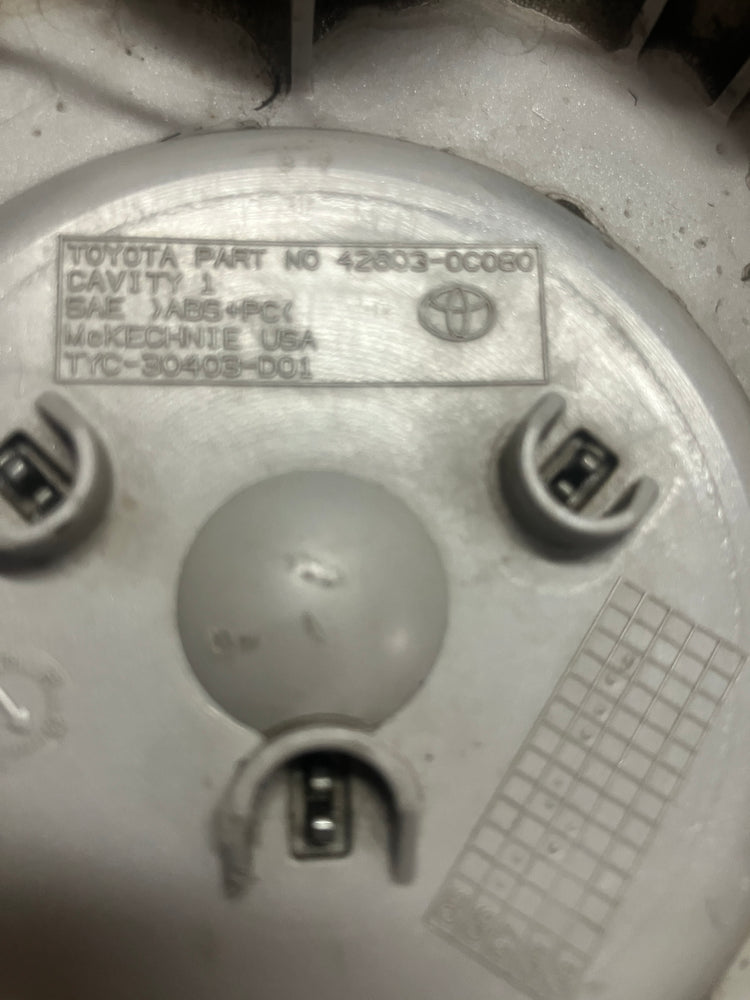 TOYOTA PART NO 42603-0C080
CAVITY 1
SAE >ABS+PC<
McKECHNIE USA
TYC-30403-D01